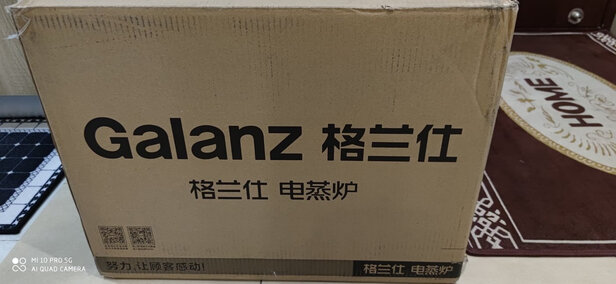 Galanz 格兰仕
格兰仕 电蒸炉
努力,让顾客感动!
格兰仕 电蒸炉
HOME
MI 10 PRO 5G
AI QUAD CAMERA